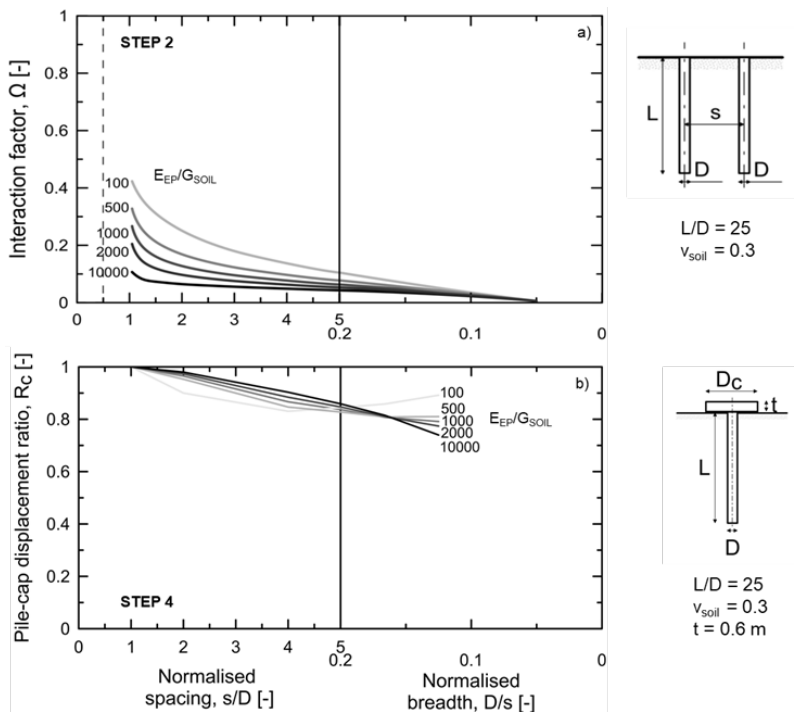 Interaction factor, Ω [-]
1
0.8
0.6
0.4
0.2
0
STEP 2
a)
E_EP/G_SOIL
100
500
1000
2000
10000
0 1 2 3 4 5
0.2 0.1 0
L
s
D D
L/D = 25
v_soil = 0.3
Pile-cap displacement ratio, R_C [-]
1
0.8
0.6
0.4
0.2
0
b)
100
500
1000
2000
10000
E_EP/G_SOIL
STEP 4
0 1 2 3 4 5
0.2 0.1 0
Normalised
spacing, s/D [-]
Normalised
breadth, D/s [-]
D_C
t
L
D
L/D = 25
v_soil = 0.3
t = 0.6 m